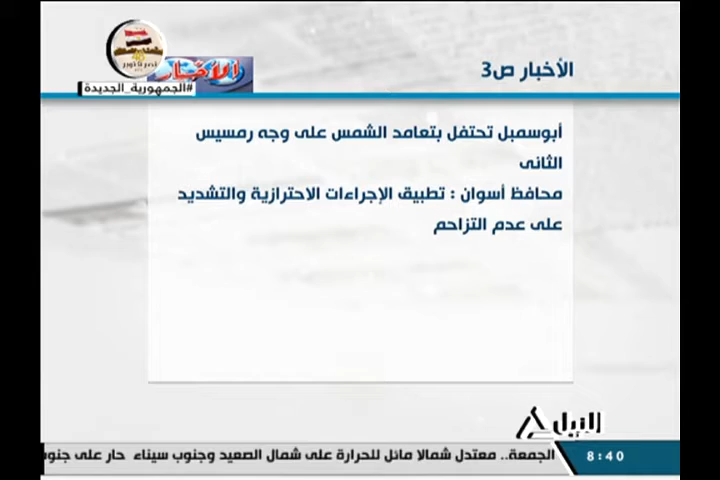 الأخبار ص3
الأخبار
#الجمهورية_الجديدة
أبوسمبل تحتفل بتعامد الشمس على وجه رمسيس
الثانى
محافظ أسوان : تطبيق الإجراءات الاحترازية والتشديد
على عدم التزاحم
النيل
8:40
الجمعة.. معتدل شمالا مائل للحرارة على شمال الصعيد وجنوب سيناء حار على جنوب